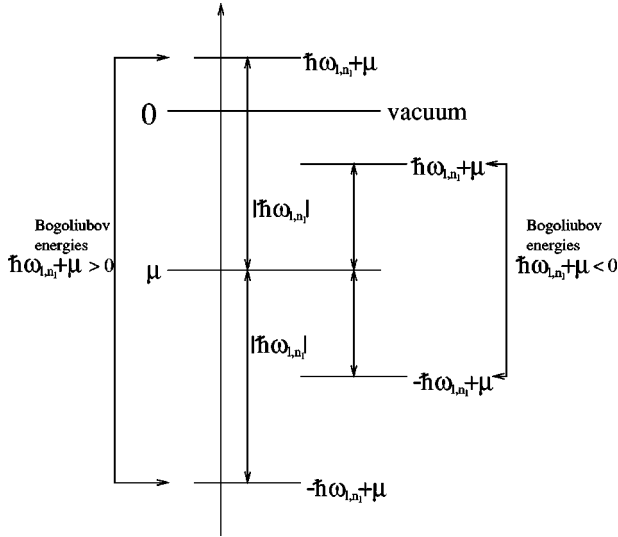 ħω_{l,n_l}+μ
0
vacuum
ħω_{l,n_l}+μ
|ħω_{l,n_l}|
Bogoliubov
energies
ħω_{l,n_l}+μ > 0
μ
Bogoliubov
energies
ħω_{l,n_l}+μ < 0
|ħω_{l,n_l}|
-ħω_{l,n_l}+μ
-ħω_{l,n_l}+μ